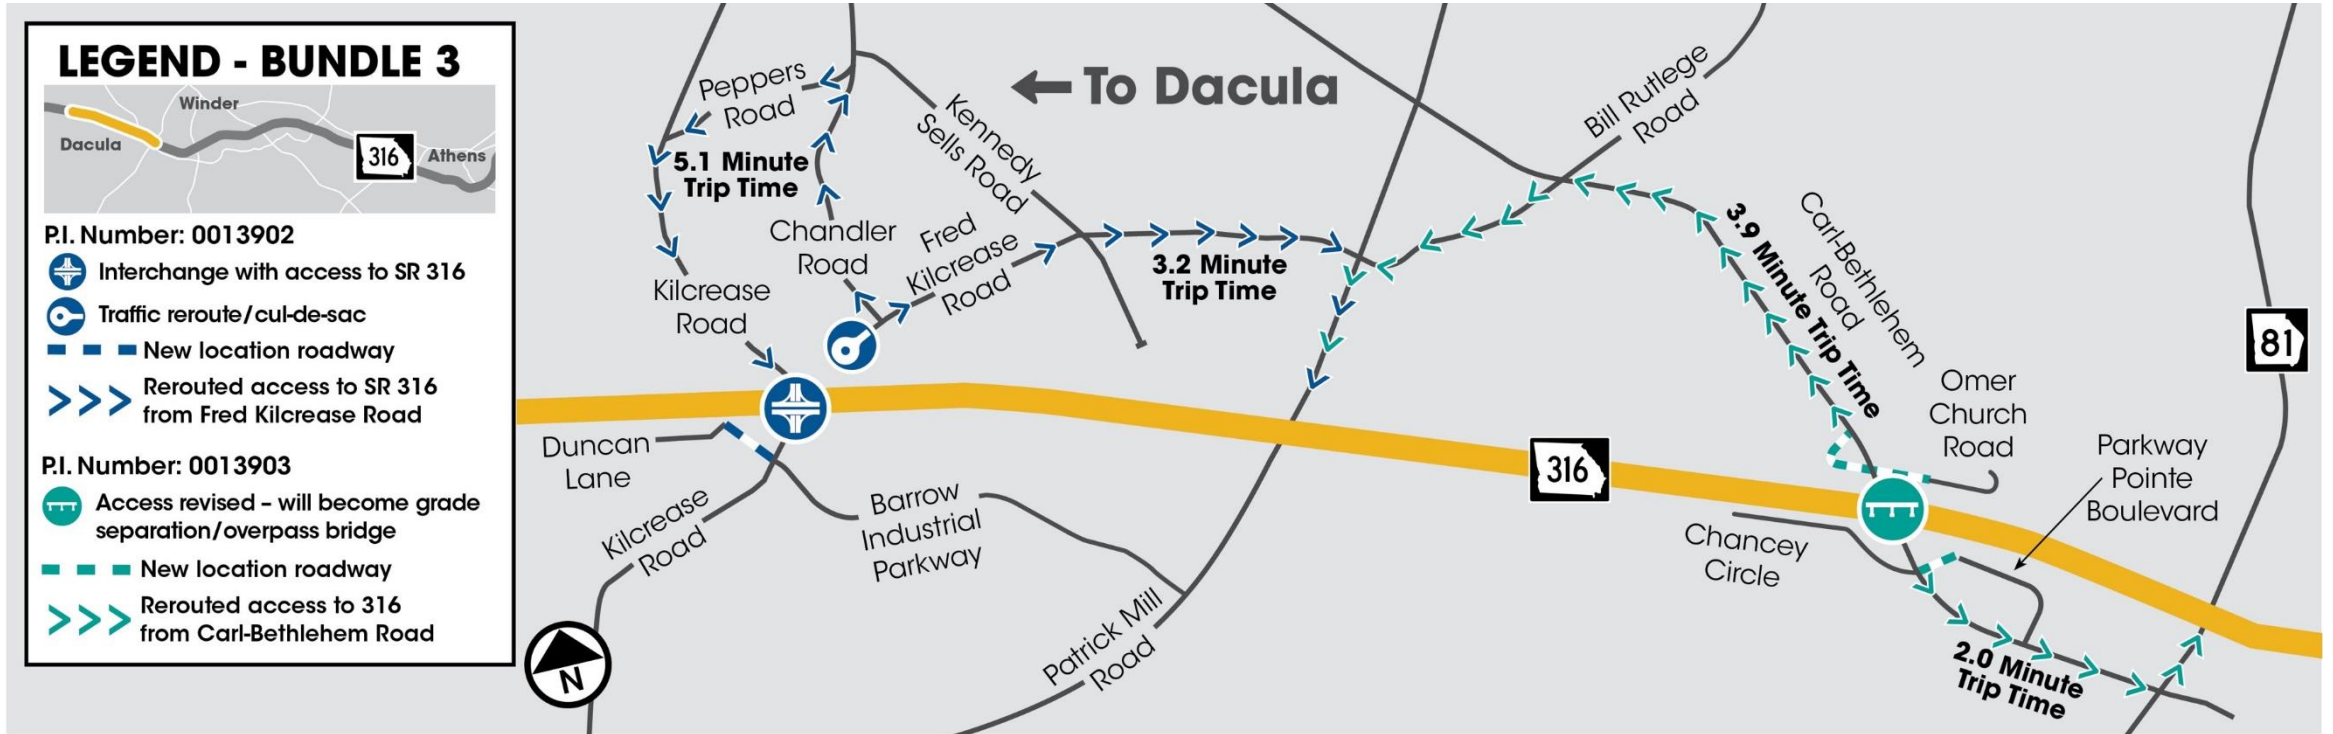 LEGEND - BUNDLE 3
Winder
Dacula
316
Athens
P.I. Number: 0013902
Interchange with access to SR 316
Traffic reroute/cul-de-sac
New location roadway
Rerouted access to SR 316
from Fred Kilcrease Road
P.I. Number: 0013903
Access revised – will become grade
separation/overpass bridge
New location roadway
Rerouted access to 316
from Carl-Bethlehem Road
To Dacula
Peppers
Road
5.1 Minute
Trip Time
Kennedy
Sells Road
Chandler
Road
Fred
Kilcrease
Road
Kilcrease
Road
3.2 Minute
Trip Time
Bill Rutlege
Road
Carl-Bethlehem
Road
3.9 Minute Trip Time
81
Omer
Church
Road
Parkway
Pointe
Boulevard
316
Duncan
Lane
Kilcrease
Road
Barrow
Industrial
Parkway
Patrick Mill
Road
Chancey
Circle
2.0 Minute
Trip Time
N